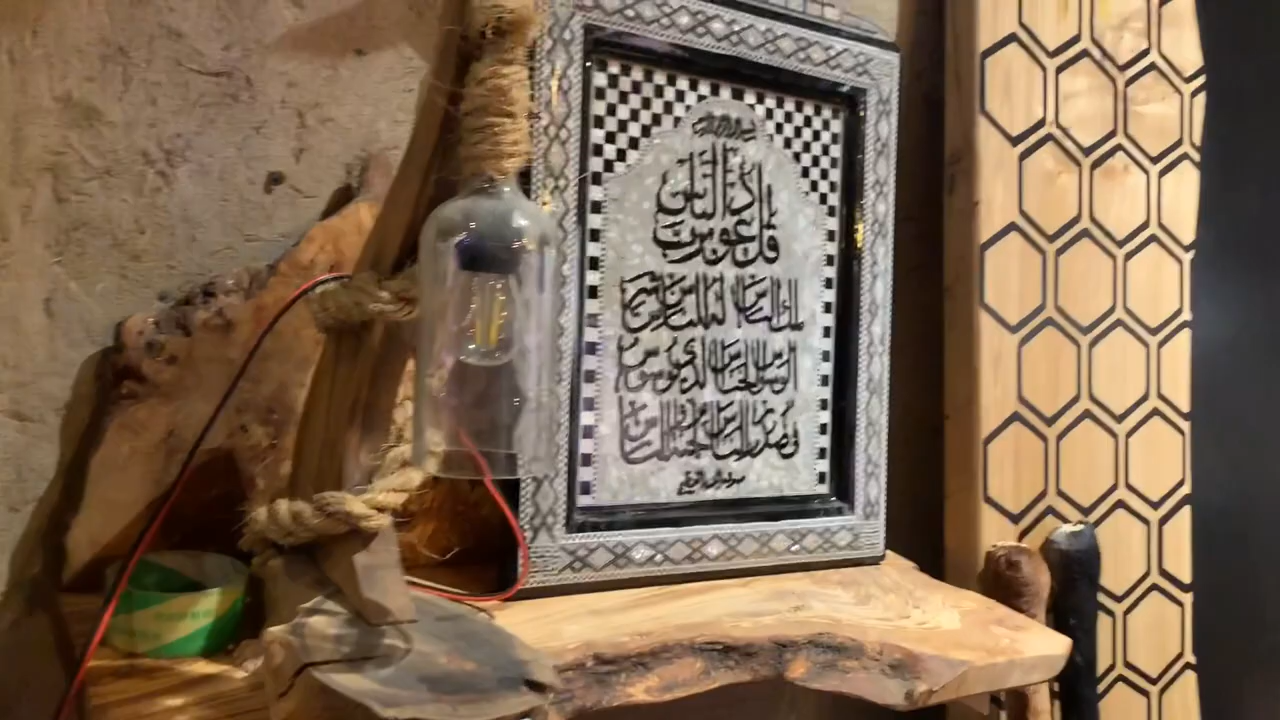 قل أعوذ برب الناس
ملك الناس إله الناس من شر
الوسواس الخناس الذي يوسوس
في صدور الناس من الجنة والناس